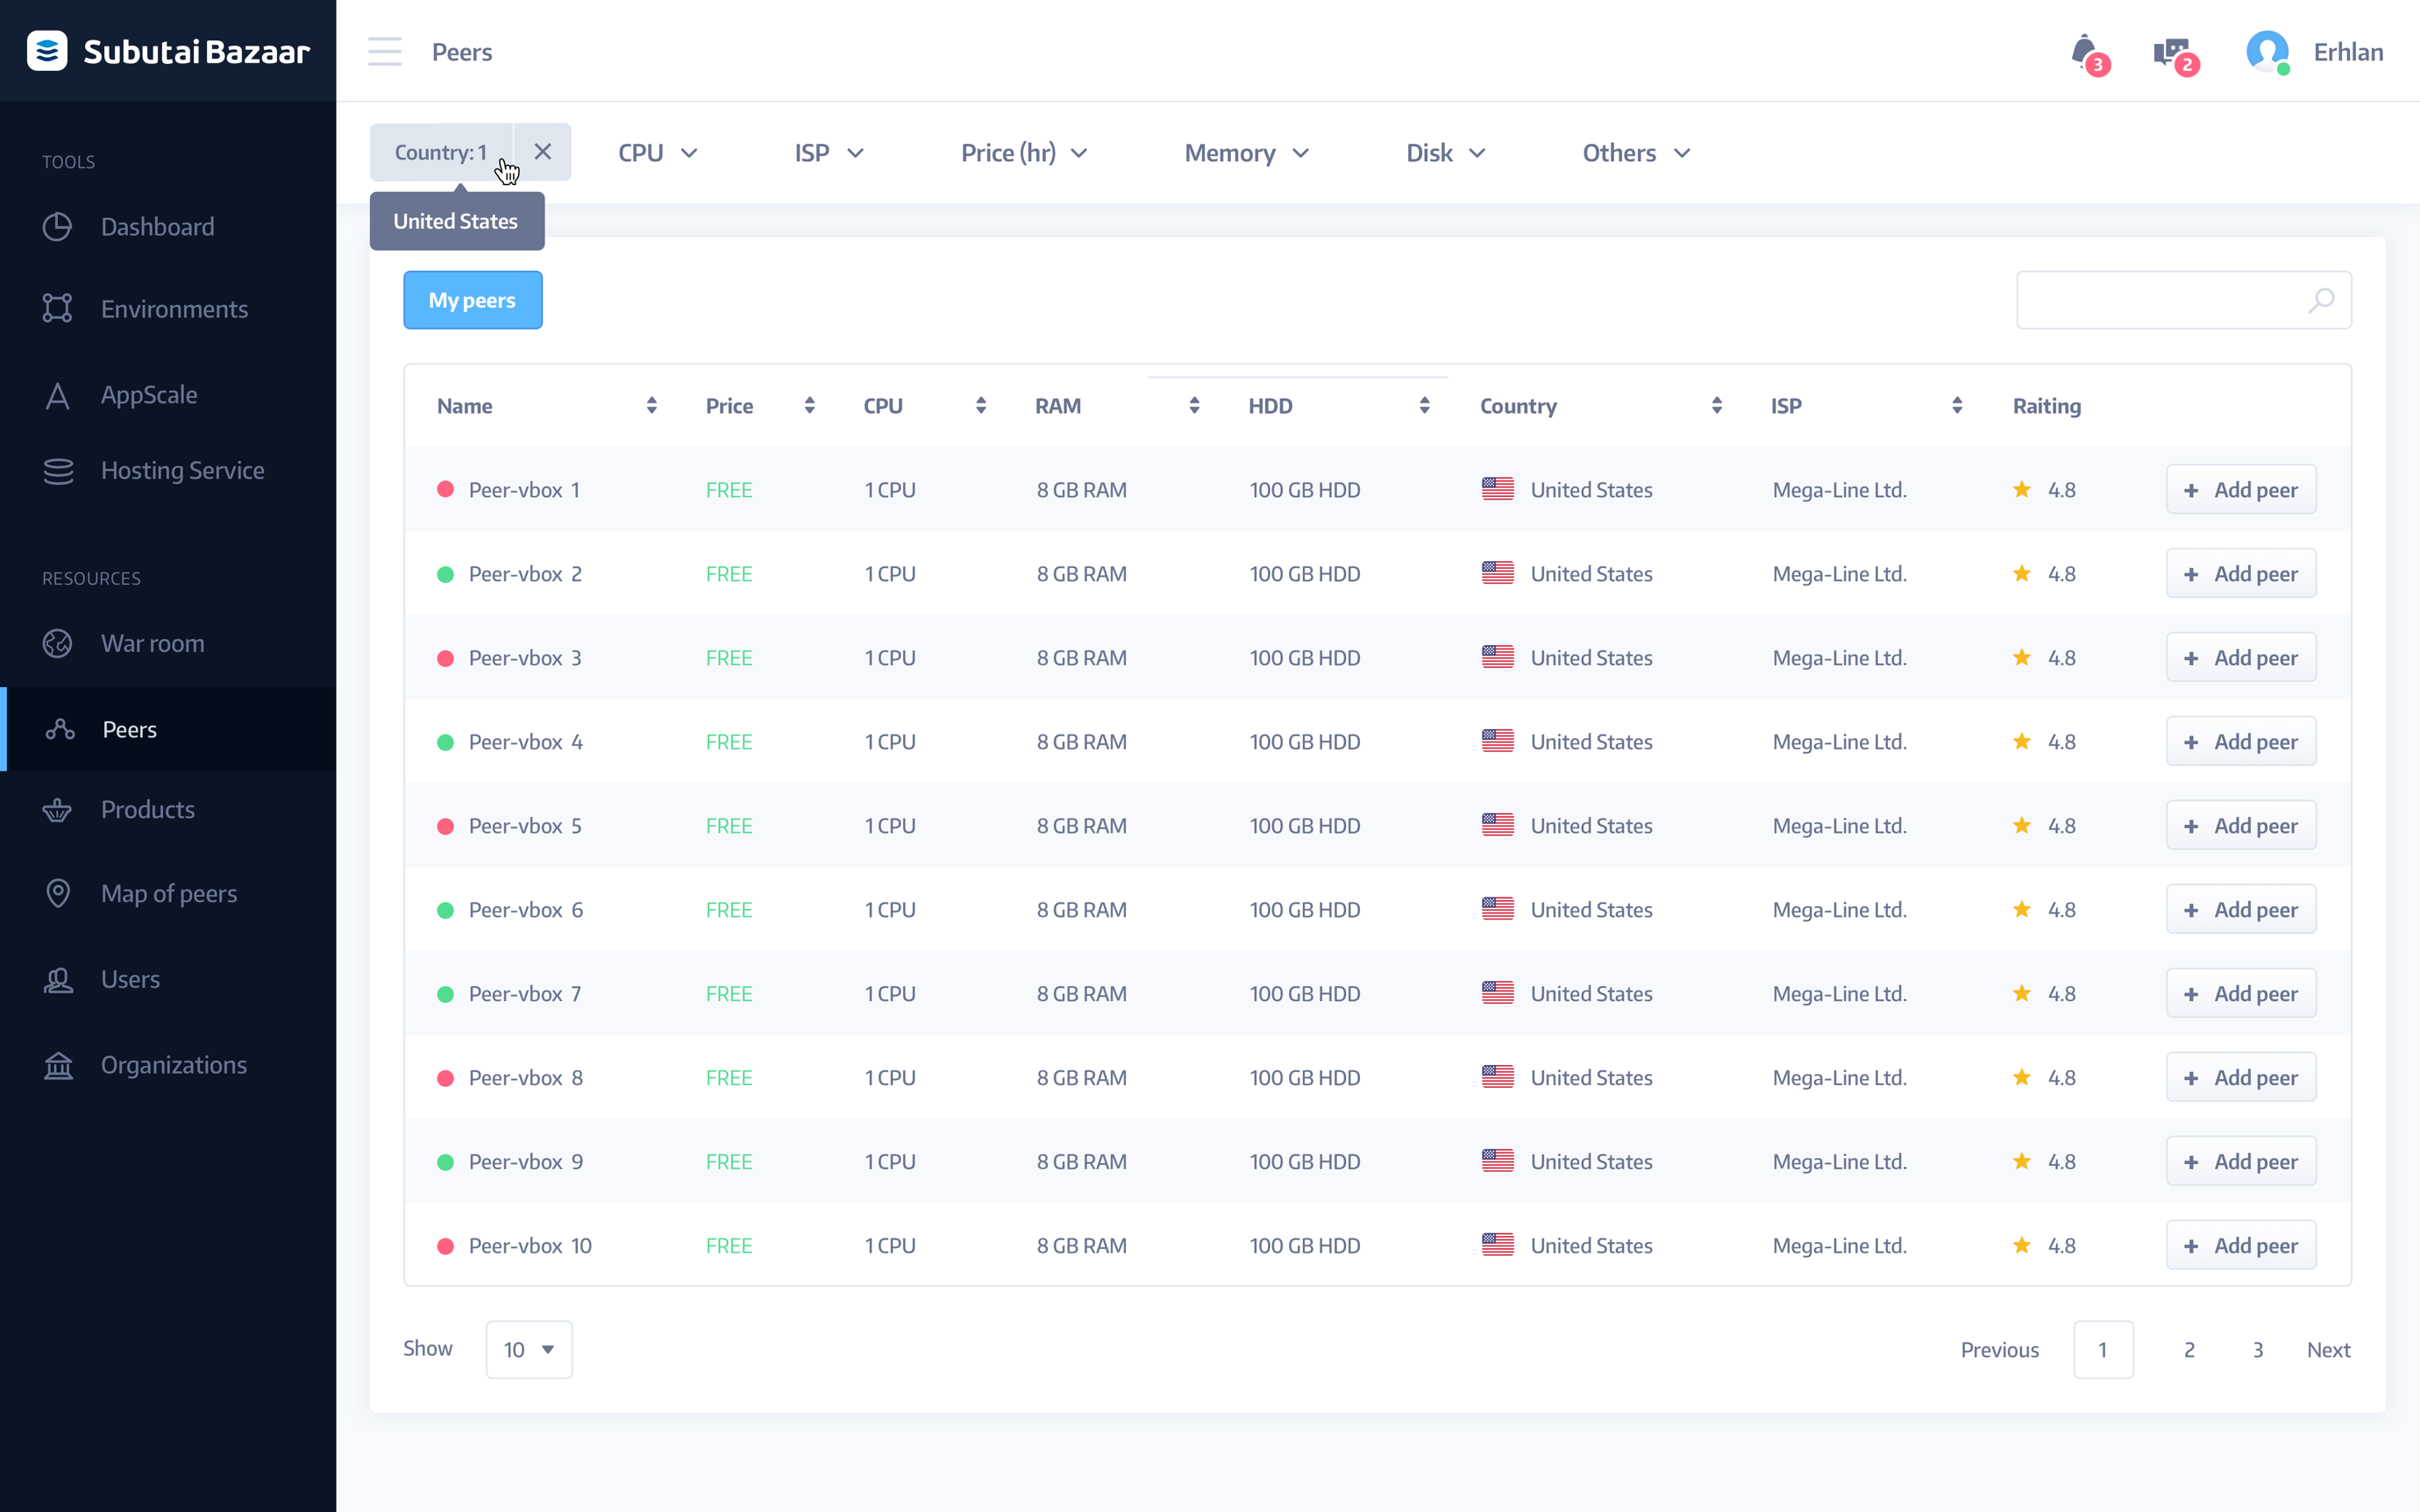 Subutai Bazaar
Peers
3
2
Erhlan
Country: 1
CPU
ISP
Price (hr)
Memory
Disk
Others
United States
TOOLS
Dashboard
Environments
AppScale
Hosting Service
RESOURCES
War room
Peers
Products
Map of peers
Users
Organizations
My peers
Name Price CPU RAM HDD Country ISP Raiting
Peer-vbox 1 FREE 1 CPU 8 GB RAM 100 GB HDD United States Mega-Line Ltd. 4.8 + Add peer
Peer-vbox 2 FREE 1 CPU 8 GB RAM 100 GB HDD United States Mega-Line Ltd. 4.8 + Add peer
Peer-vbox 3 FREE 1 CPU 8 GB RAM 100 GB HDD United States Mega-Line Ltd. 4.8 + Add peer
Peer-vbox 4 FREE 1 CPU 8 GB RAM 100 GB HDD United States Mega-Line Ltd. 4.8 + Add peer
Peer-vbox 5 FREE 1 CPU 8 GB RAM 100 GB HDD United States Mega-Line Ltd. 4.8 + Add peer
Peer-vbox 6 FREE 1 CPU 8 GB RAM 100 GB HDD United States Mega-Line Ltd. 4.8 + Add peer
Peer-vbox 7 FREE 1 CPU 8 GB RAM 100 GB HDD United States Mega-Line Ltd. 4.8 + Add peer
Peer-vbox 8 FREE 1 CPU 8 GB RAM 100 GB HDD United States Mega-Line Ltd. 4.8 + Add peer
Peer-vbox 9 FREE 1 CPU 8 GB RAM 100 GB HDD United States Mega-Line Ltd. 4.8 + Add peer
Peer-vbox 10 FREE 1 CPU 8 GB RAM 100 GB HDD United States Mega-Line Ltd. 4.8 + Add peer
Show 10
Previous 1 2 3 Next